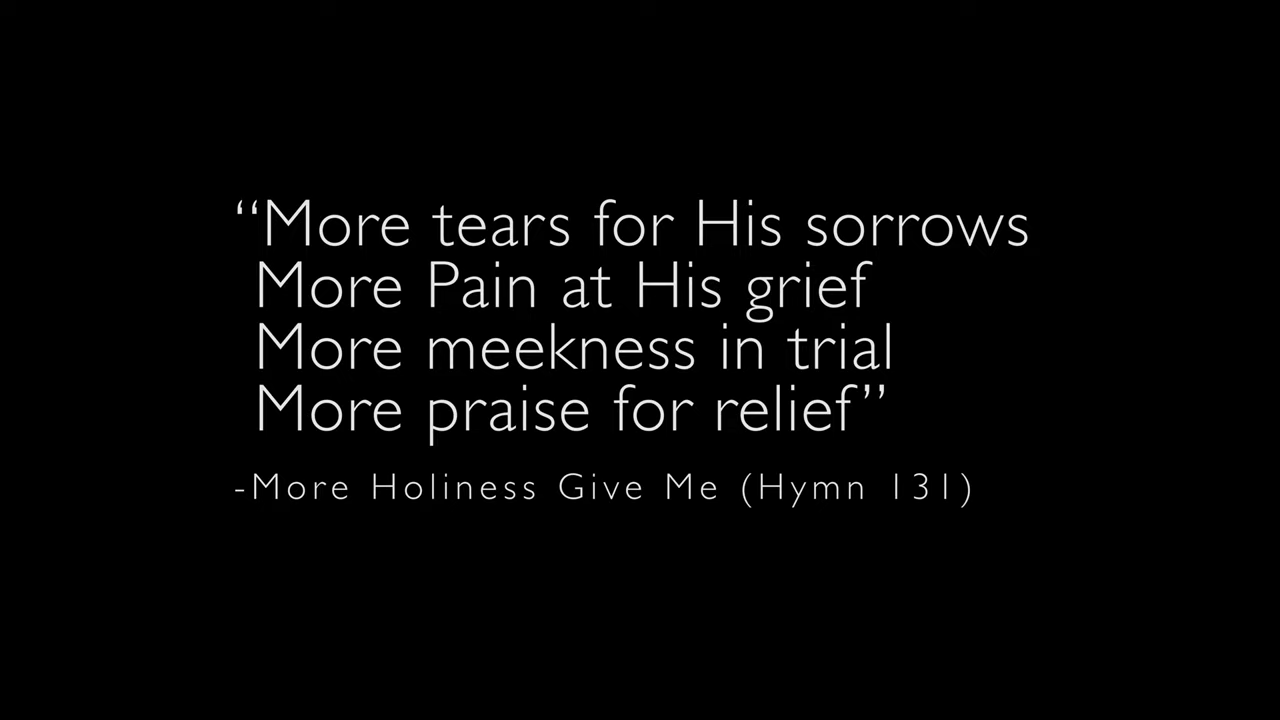 “More tears for His sorrows
More Pain at His grief
More meekness in trial
More praise for relief”
-More Holiness Give Me (Hymn 131)